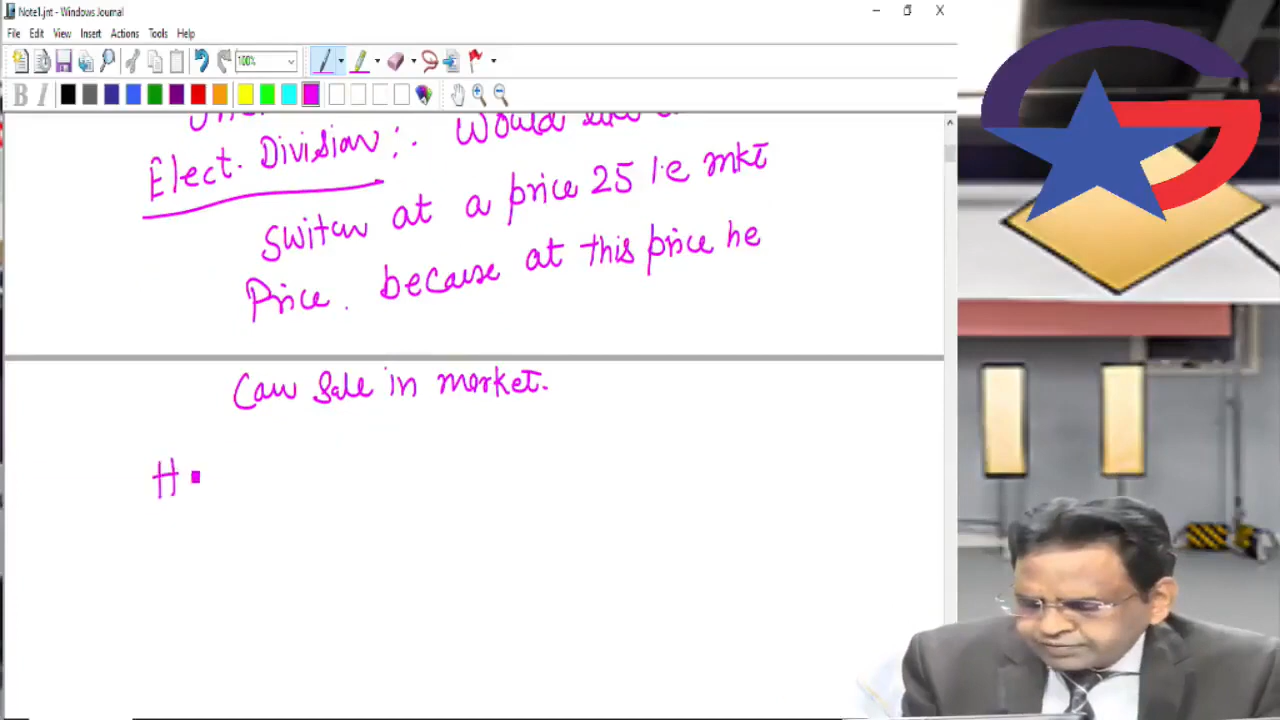 Note1.jnt - Windows Journal
File Edit View Insert Actions Tools Help
100%
B I
Elect. Division :. Would
Switch at a price 25 i.e mkt
Price. because at this price he
Can Sale in market.
H